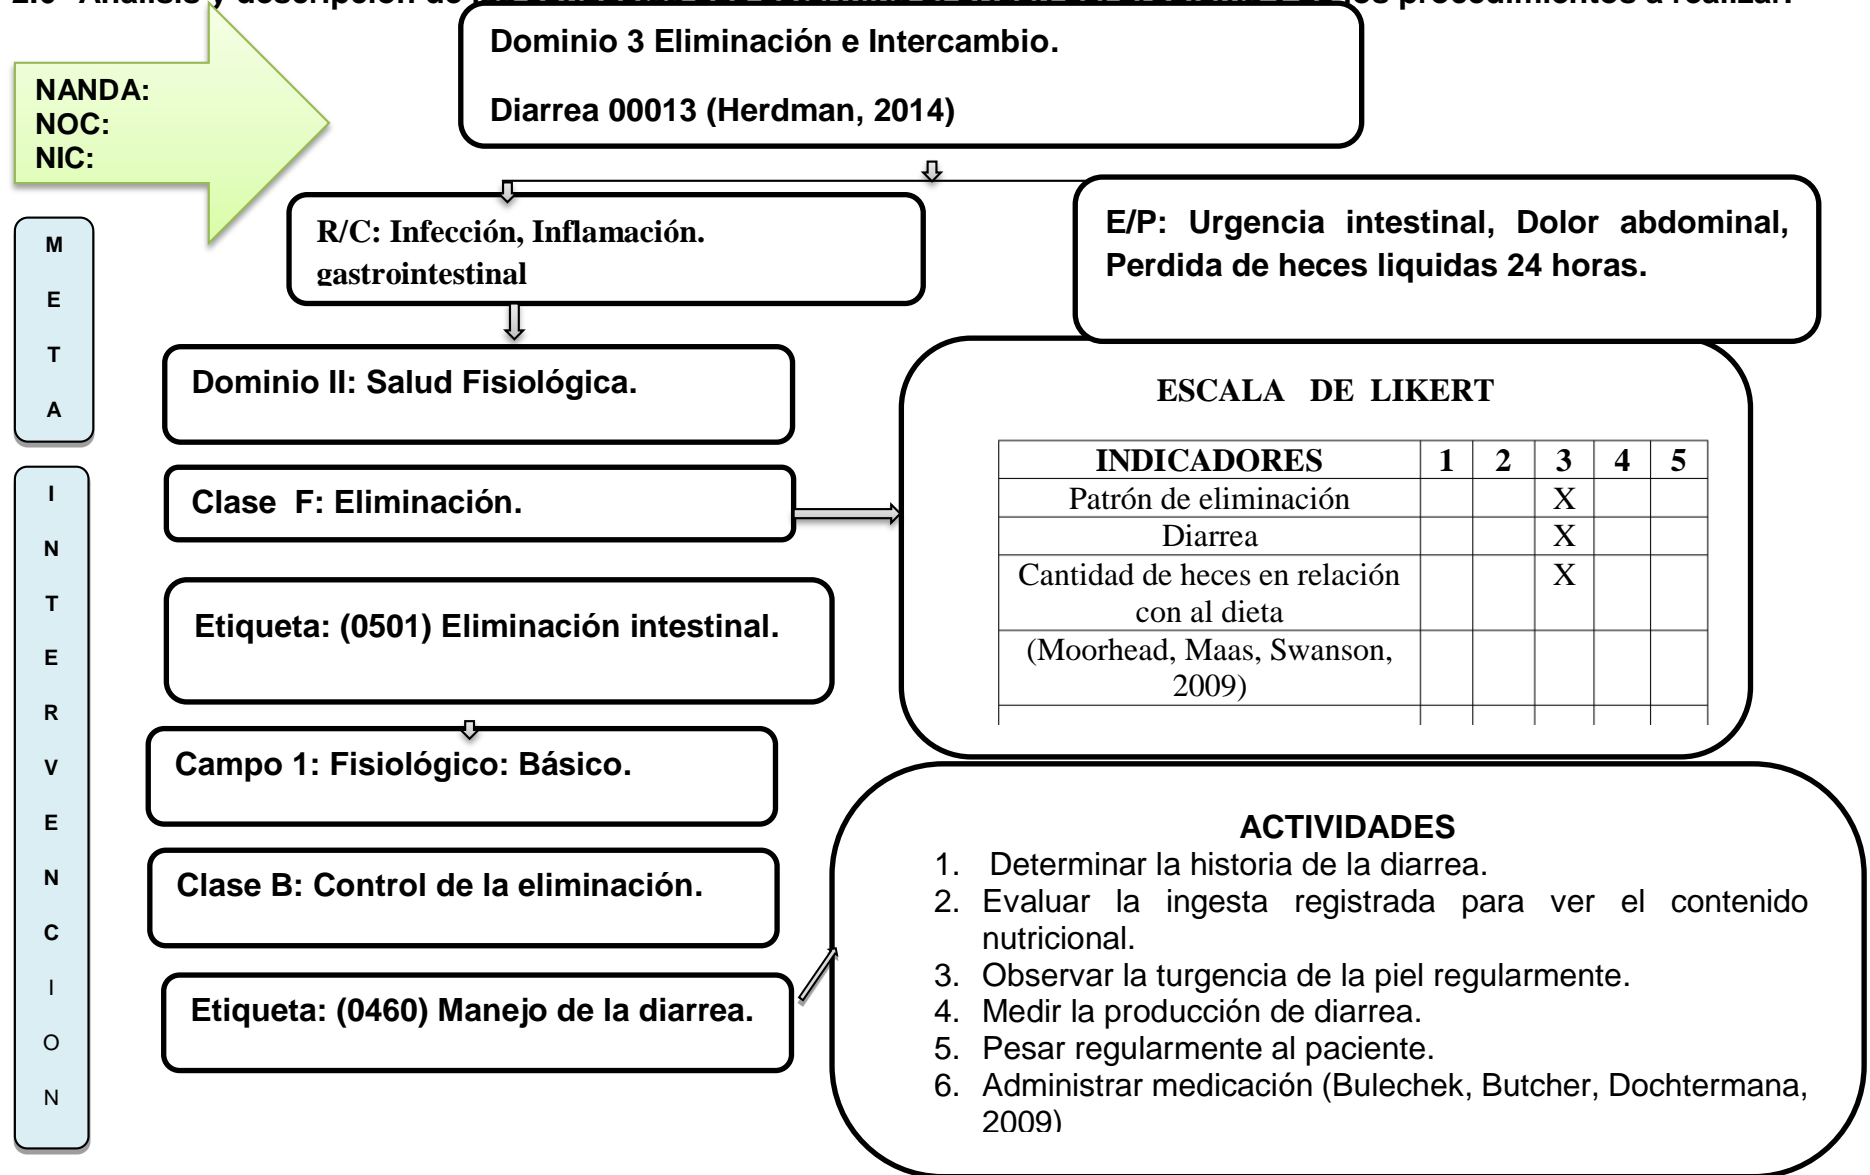 Análisis y descripción de
los procedimientos a realizar.
Dominio 3 Eliminación e Intercambio.
Diarrea 00013 (Herdman, 2014)
NANDA:
NOC:
NIC:
R/C: Infección, Inflamación.
gastrointestinal
E/P: Urgencia intestinal, Dolor abdominal,
Perdida de heces liquidas 24 horas.
M
E
T
A
Dominio II: Salud Fisiológica.
Clase F: Eliminación.
Etiqueta: (0501) Eliminación intestinal.
ESCALA DE LIKERT
INDICADORES 1 2 3 4 5
Patrón de eliminación X
Diarrea X
Cantidad de heces en relación X
con al dieta
(Moorhead, Maas, Swanson,
2009)
I
N
T
E
R
V
E
N
C
I
O
N
Campo 1: Fisiológico: Básico.
Clase B: Control de la eliminación.
Etiqueta: (0460) Manejo de la diarrea.
ACTIVIDADES
1. Determinar la historia de la diarrea.
2. Evaluar la ingesta registrada para ver el contenido
nutricional.
3. Observar la turgencia de la piel regularmente.
4. Medir la producción de diarrea.
5. Pesar regularmente al paciente.
6. Administrar medicación (Bulechek, Butcher, Dochtermana,
2009)